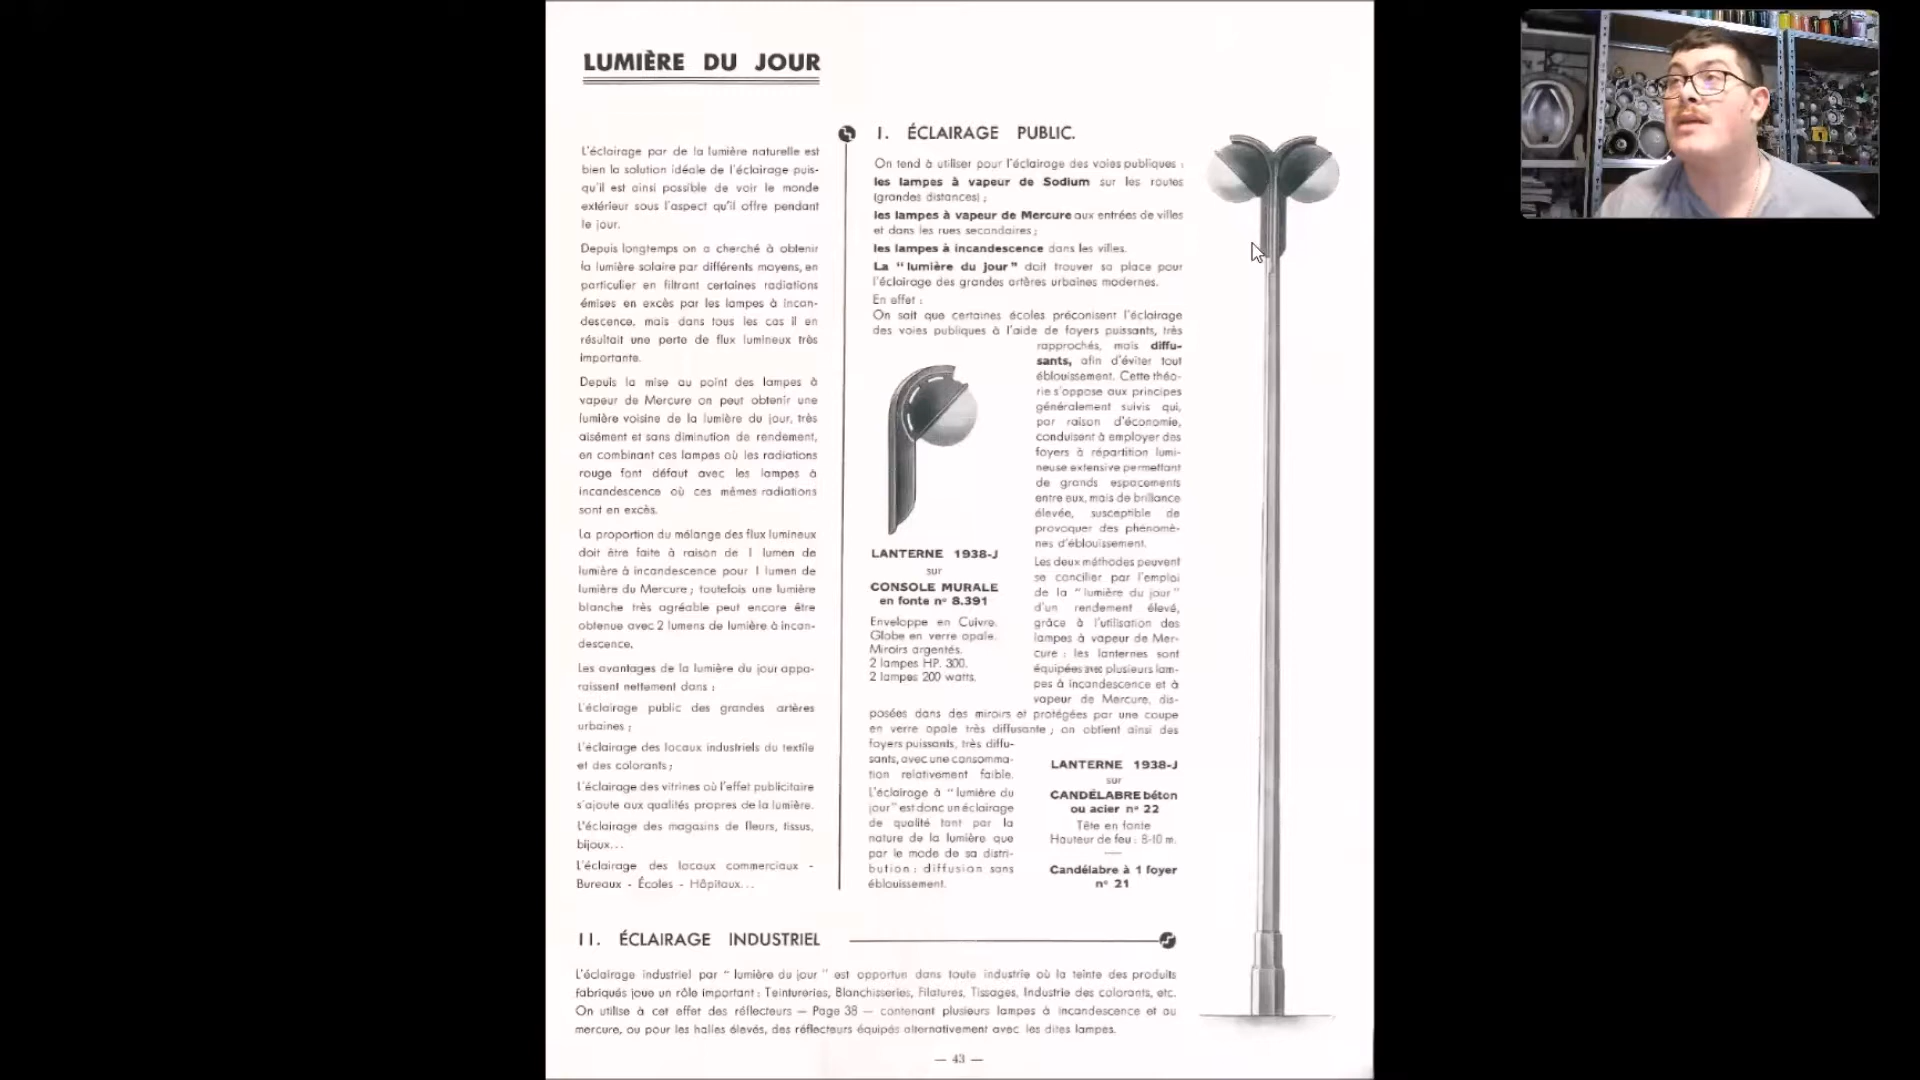 LUMIÈRE DU JOUR
L'éclairage par de la lumière naturelle est
bien la solution idéale de l'éclairage puis-
qu'il est ainsi possible de voir le monde
extérieur sous l'aspect qu'il offre pendant
le jour.
Depuis longtemps on a cherché à obtenir
la lumière solaire par différents moyens, en
particulier en filtrant certaines radiations
émises en excès par les lampes à incan-
descence, mais dans tous les cas il en
résultait une perte de flux lumineux très
importante.
Depuis la mise au point des lampes à
vapeur de Mercure on peut obtenir une
lumière voisine de la lumière du jour, très
aisément et sans diminution de rendement,
en combinant ces lampes où les radiations
rouge font défaut avec les lampes à
incandescence où ces mêmes radiations
sont en excès.
La proportion du mélange des flux lumineux
doit être faite à raison de 1 lumen de
lumière à incandescence pour 1 lumen de
lumière du Mercure ; toutefois une lumière
blanche très agréable peut encore être
obtenue avec 2 lumens de lumière à incan-
descence.
Les avantages de la lumière du jour appa-
raissent nettement dans :
L'éclairage public des grandes artères
urbaines ;
L'éclairage des locaux industriels du textile
et des colorants ;
L'éclairage des vitrines où l'effet publicitaire
s'ajoute aux qualités propres de la lumière.
L'éclairage des magasins de fleurs, tissus,
bijoux...
L'éclairage des locaux commerciaux -
Bureaux - Écoles - Hôpitaux...
I. ÉCLAIRAGE PUBLIC.
On tend à utiliser pour l'éclairage des voies publiques :
les lampes à vapeur de Sodium sur les routes
(grandes distances) ;
les lampes à vapeur de Mercure aux entrées de villes
et dans les rues secondaires ;
les lampes à incandescence dans les villes.
La "lumière du jour" doit trouver sa place pour
l'éclairage des grandes artères urbaines modernes.
En effet :
On sait que certaines écoles préconisent l'éclairage
des voies publiques à l'aide de foyers puissants, très
rapprochés, mais diffu-
sants, afin d'éviter tout
éblouissement. Cette théo-
rie s'oppose aux principes
généralement suivis qui,
par raison d'économie,
conduisent à employer des
foyers à répartition lumi-
neuse extensive permettant
de grands espacements
entre eux, mais de brillance
élevée, susceptible de
provoquer des phénomè-
nes d'éblouissement.
Les deux méthodes peuvent
se concilier par l'emploi
de la "lumière du jour"
d'un rendement élevé,
grâce à l'utilisation des
lampes à vapeur de Mer-
cure : les lanternes sont
équipées avec plusieurs lam-
pes à incandescence et à
vapeur de Mercure, dis-
posées dans des miroirs et protégées par une coupe
en verre opale très diffusante ; on obtient ainsi des
foyers puissants, très diffu-
sants, avec une consomma-
tion relativement faible.
L'éclairage à "lumière du
jour" est donc un éclairage
de qualité tant par la
nature de la lumière que
par le mode de sa distri-
bution : diffusion sans
éblouissement.
LANTERNE 1938-J
sur
CONSOLE MURALE
en fonte nº 8.391
Enveloppe en Cuivre.
Globe en verre opale.
Miroirs argentés.
2 lampes HP. 300.
2 lampes 200 watts.
LANTERNE 1938-J
sur
CANDÉLABRE béton
ou acier nº 22
Tête en fonte
Hauteur de feu : 8-10 m.
Candélabre à 1 foyer
nº 21
II. ÉCLAIRAGE INDUSTRIEL
L'éclairage industriel par "lumière du jour" est opportun dans toute industrie où la teinte des produits
fabriqués joue un rôle important : Teintureries, Blanchisseries, Filatures, Tissages, Industrie des colorants, etc.
On utilise à cet effet des réflecteurs — Page 38 — contenant plusieurs lampes à incandescence et au
mercure, ou pour les halles élevés, des réflecteurs équipés alternativement avec les dites lampes.
— 43 —